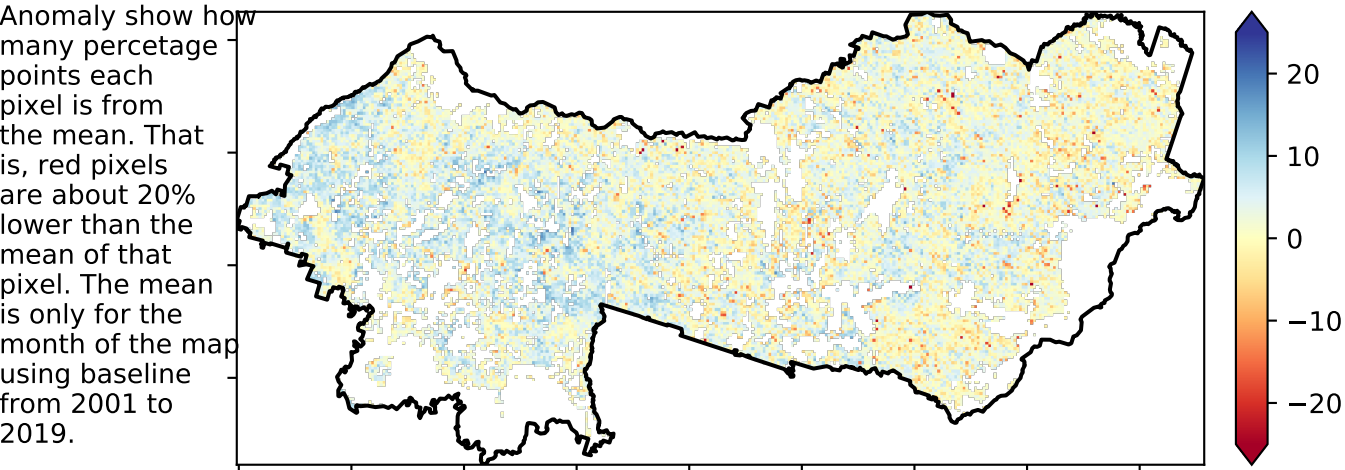 Anomaly show how
many percetage
points each
pixel is from
the mean. That
is, red pixels
are about 20%
lower than the
mean of that
pixel. The mean
is only for the
month of the map
using baseline
from 2001 to
2019.
20
10
0
−10
−20